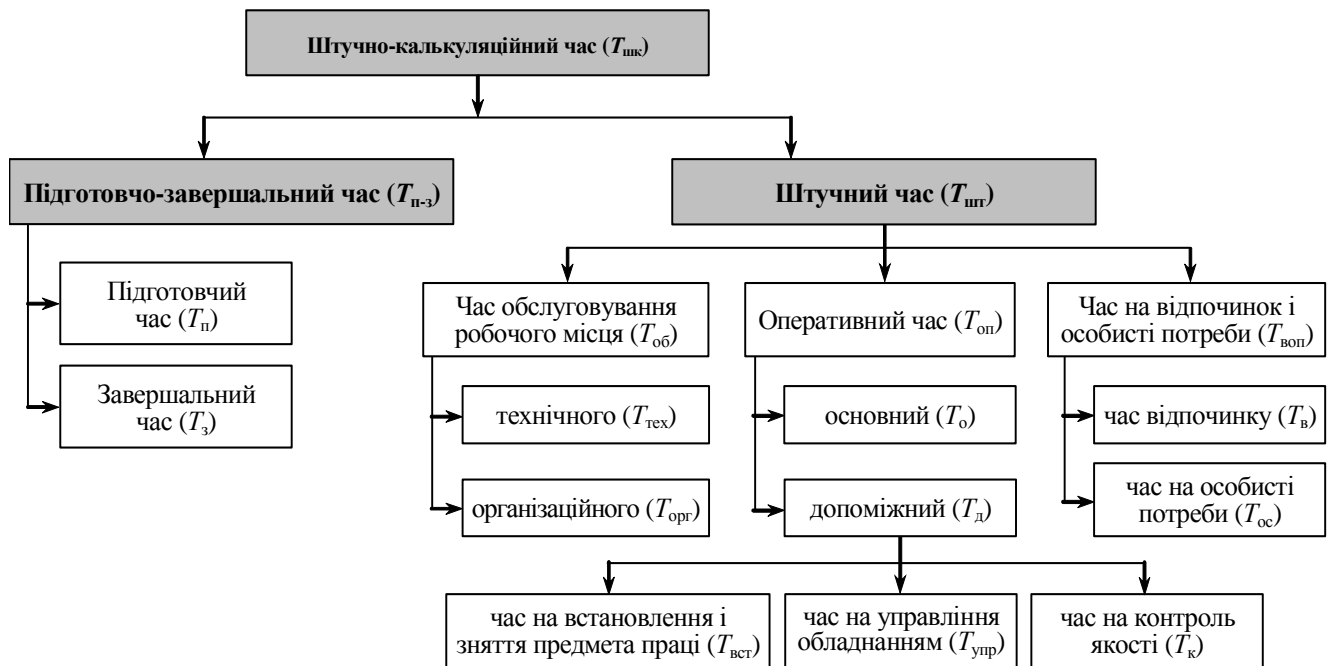 Штучно-калькуляційний час (Tшк)
Підготовчо-завершальний час (Tп-з)
Штучний час (Tшт)
Підготовчий
час (Tп)
Завершальний
час (Tз)
Час обслуговування
робочого місця (Tоб)
технічного (Tтех)
організаційного (Tорг)
Оперативний час (Tоп)
основний (Tо)
допоміжний (Tд)
Час на відпочинок і
особисті потреби (Tвоп)
час відпочинку (Tв)
час на особисті
потреби (Tос)
час на встановлення і
зняття предмета праці (Tвст)
час на управління
обладнанням (Tупр)
час на контроль
якості (Tк)